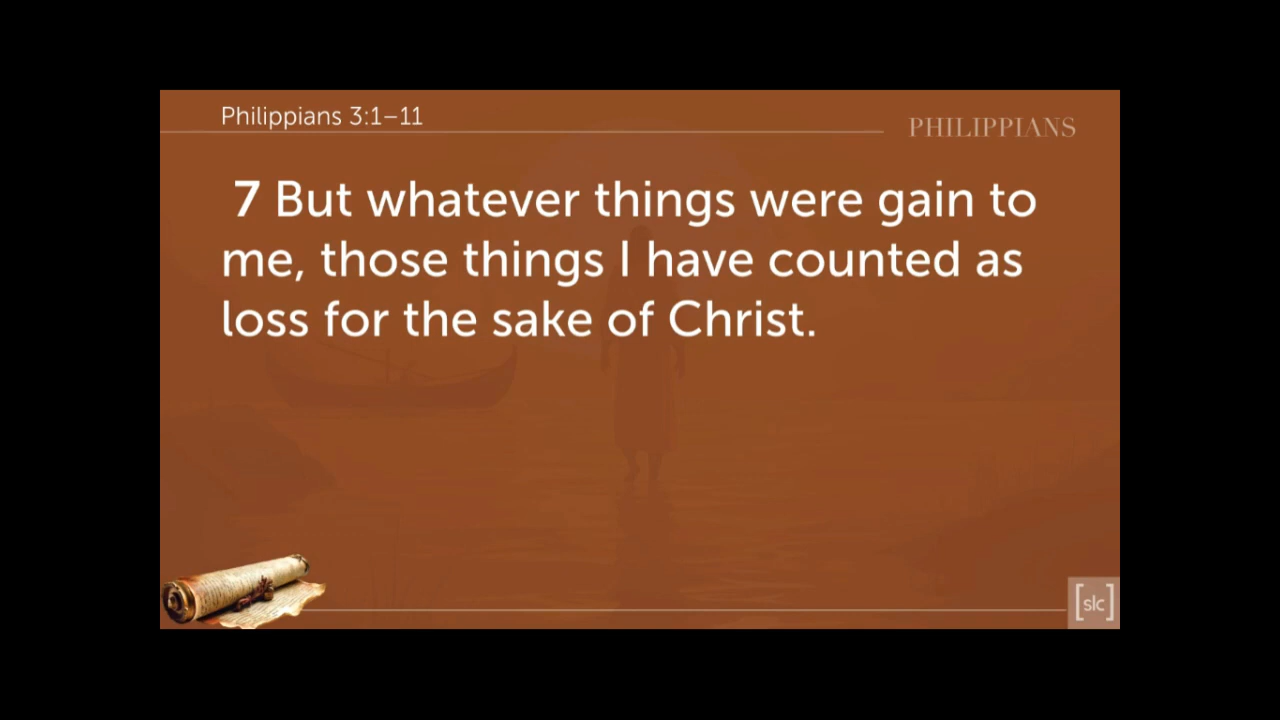 Philippians 3:1–11
PHILIPPIANS
7 But whatever things were gain to
me, those things I have counted as
loss for the sake of Christ.
[slc]